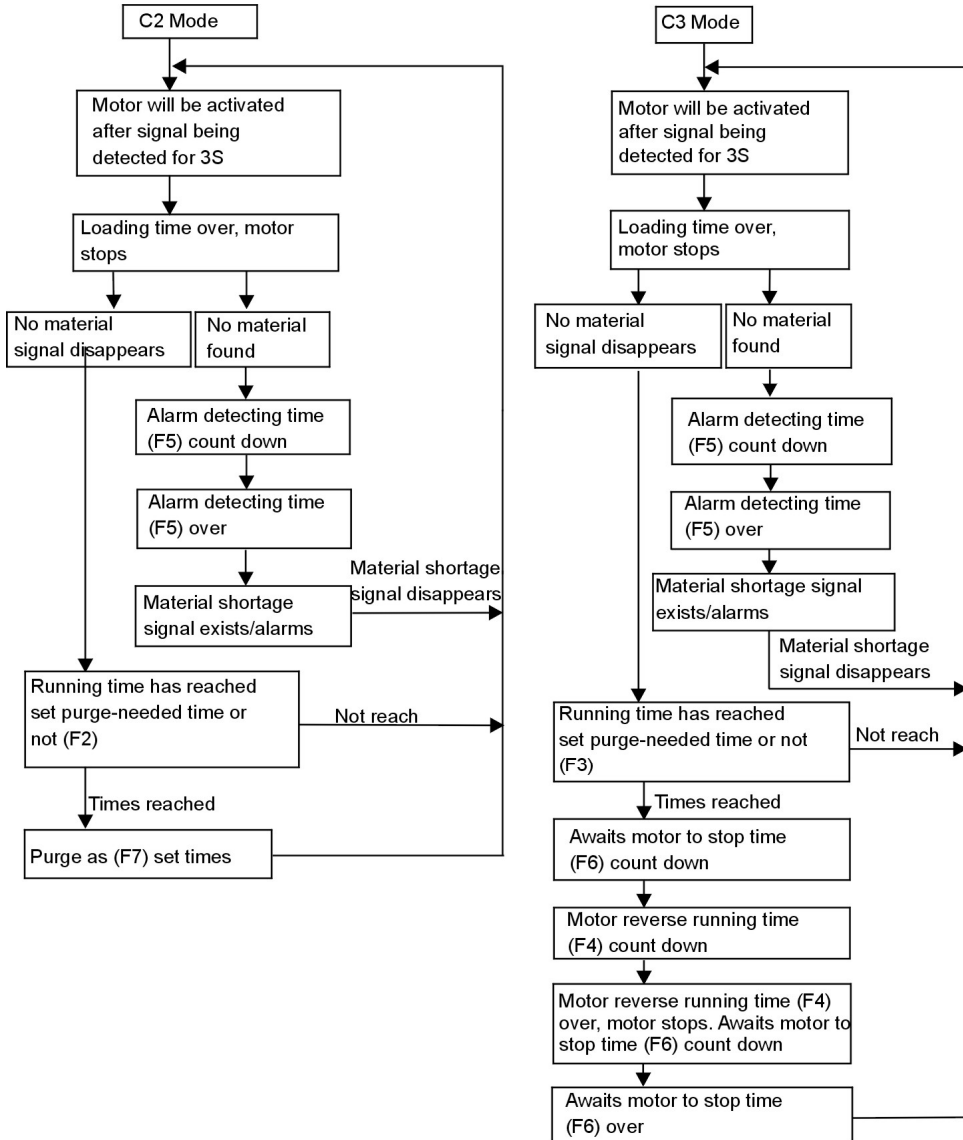 C2 Mode
Motor will be activated
after signal being
detected for 3S
Loading time over, motor
stops
No material
signal disappears
No material
found
Alarm detecting time
(F5) count down
Alarm detecting time
(F5) over
Material shortage
signal exists/alarms
Material shortage
signal disappears
Running time has reached
set purge-needed time or
not (F2)
Not reach
Times reached
Purge as (F7) set times
C3 Mode
Motor will be activated
after signal being
detected for 3S
Loading time over,
motor stops
No material
signal disappears
No material
found
Alarm detecting time
(F5) count down
Alarm detecting time
(F5) over
Material shortage signal
exists/alarms
Material shortage
signal disappears
Running time has reached
set purge-needed time or not
(F3)
Not reach
Times reached
Awaits motor to stop time
(F6) count down
Motor reverse running time
(F4) count down
Motor reverse running time (F4)
over, motor stops. Awaits motor to
stop time (F6) count down
Awaits motor to stop time
(F6) over